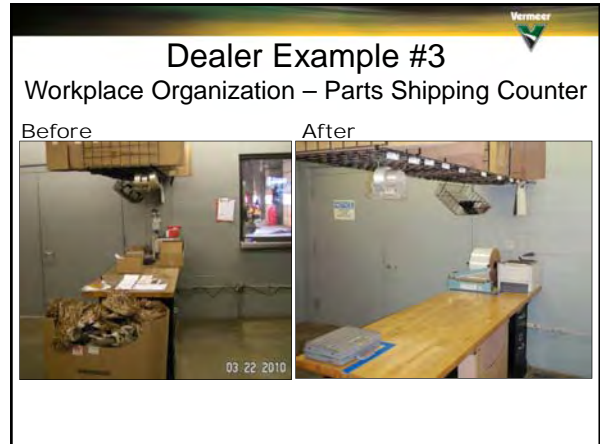 Vermeer
Dealer Example #3
Workplace Organization – Parts Shipping Counter
Before
After
03 22 2010